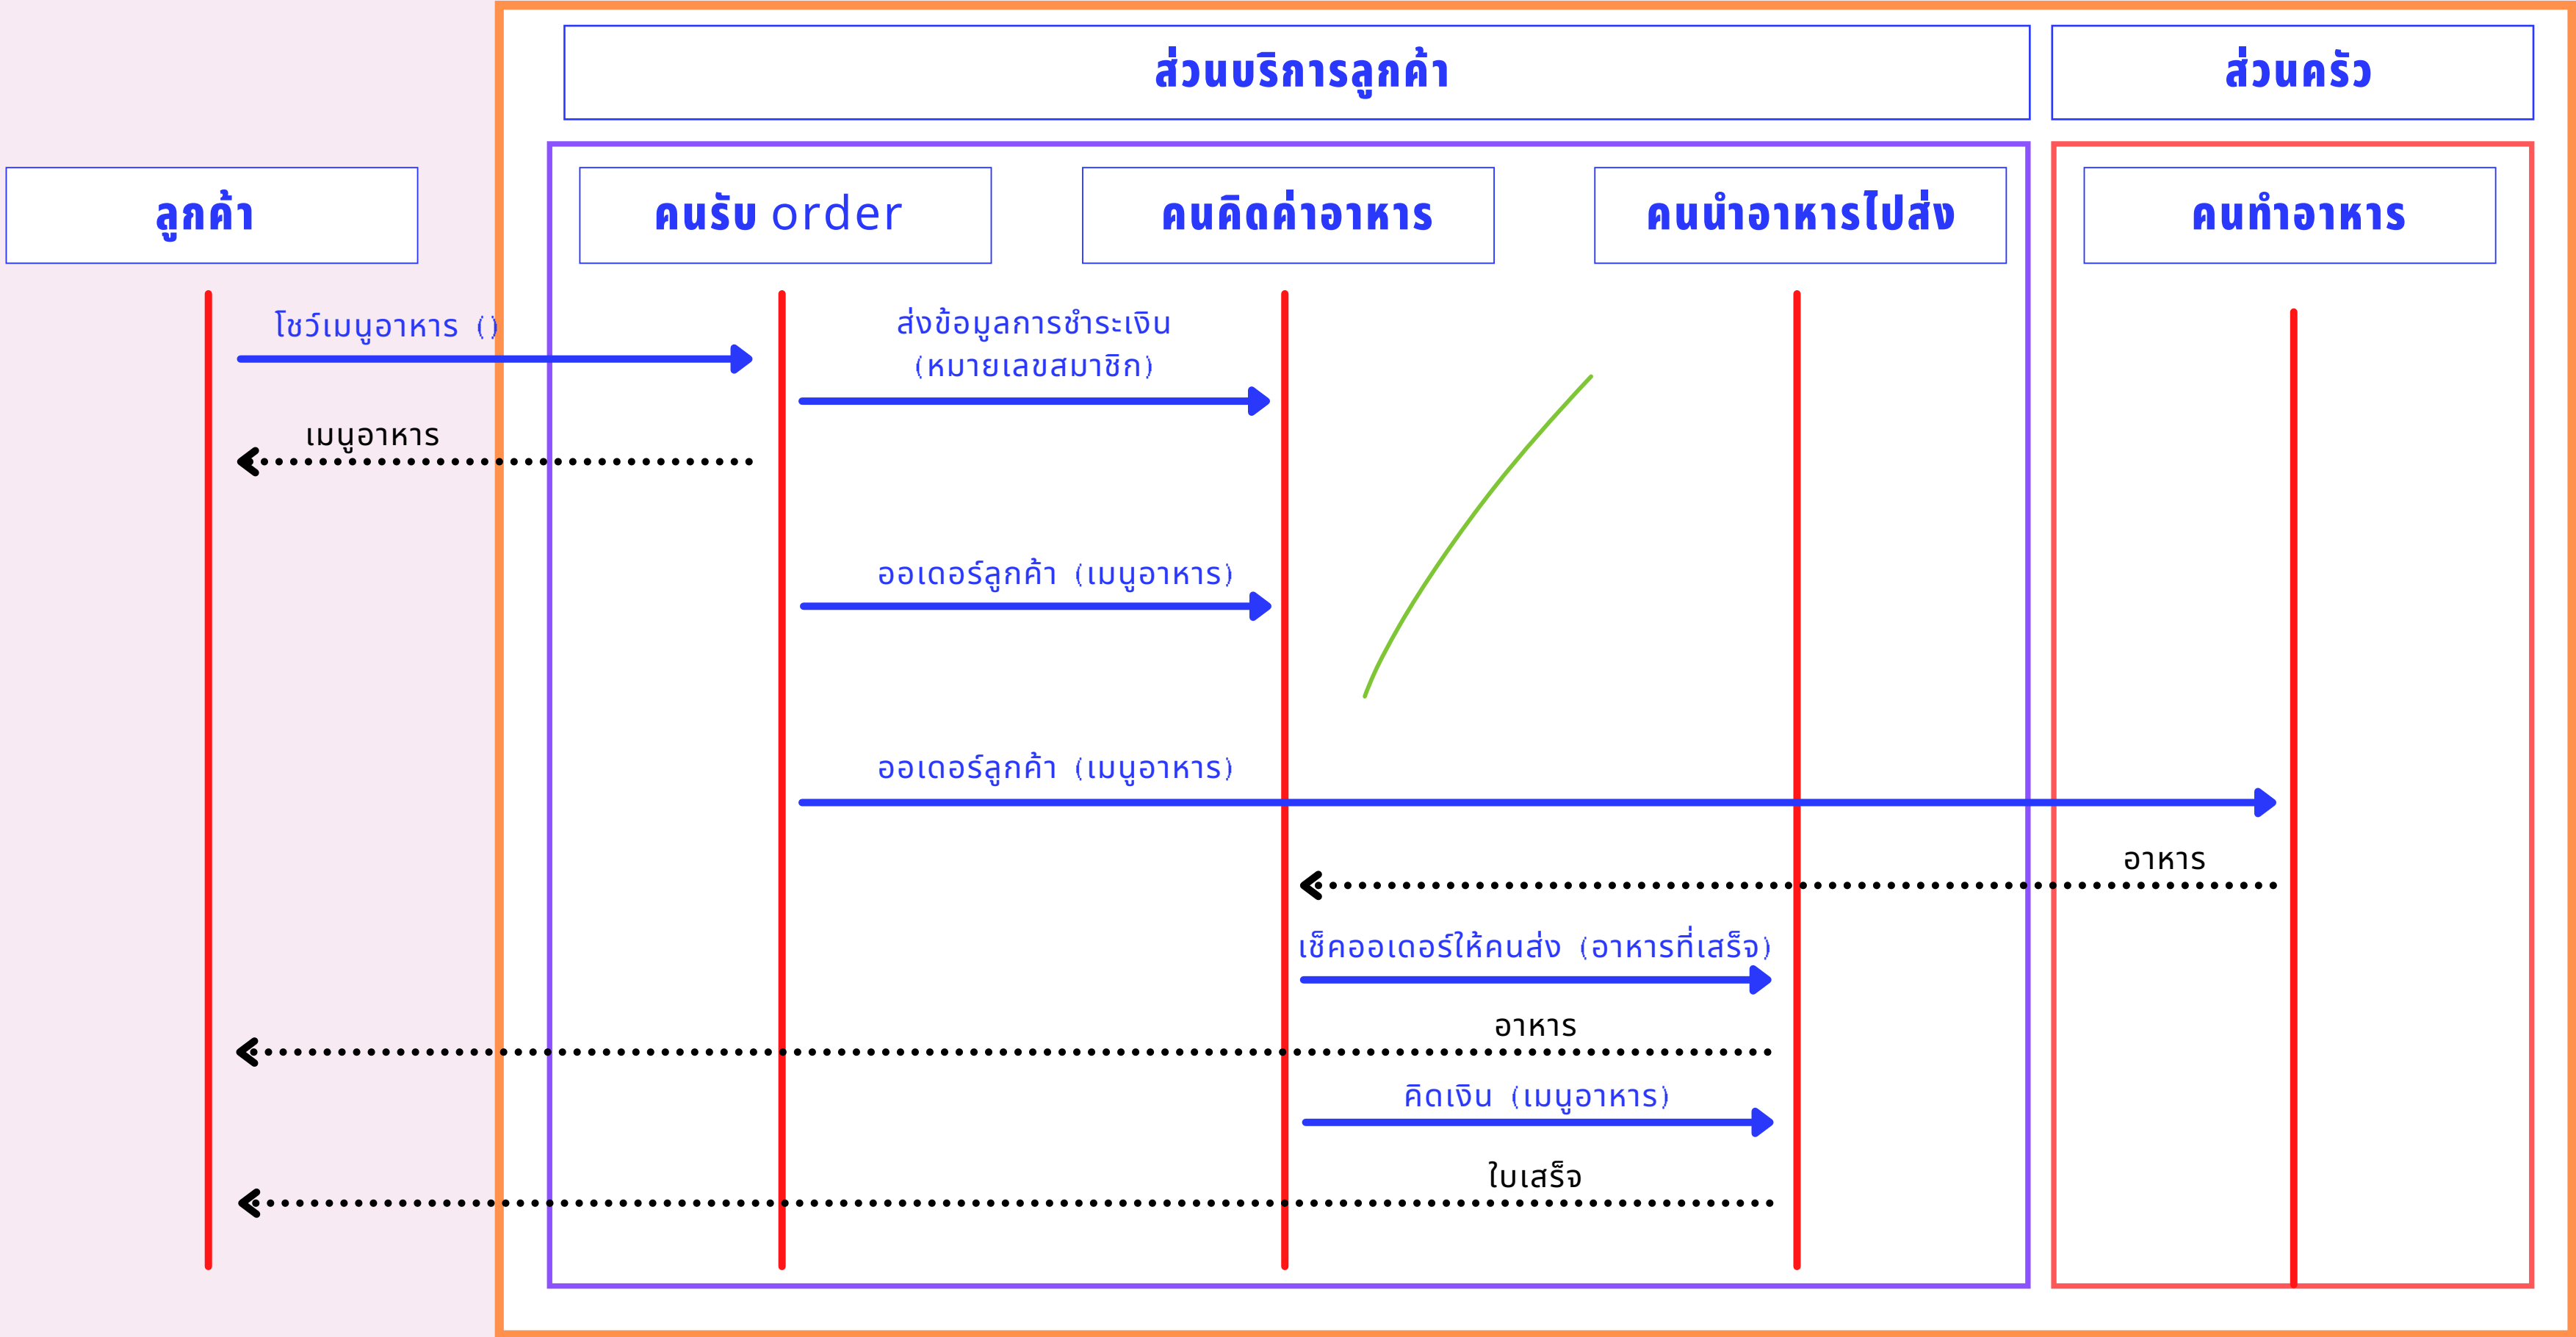 ส่วนบริการลูกค้า
ส่วนครัว
ลูกค้า
คนรับ order
คนคิดค่าอาหาร
คนนำอาหารไปส่ง
คนทำอาหาร
โชว์เมนูอาหาร ()
ส่งข้อมูลการชำระเงิน
(หมายเลขสมาชิก)
เมนูอาหาร
ออเดอร์ลูกค้า (เมนูอาหาร)
ออเดอร์ลูกค้า (เมนูอาหาร)
อาหาร
เช็คออเดอร์ให้คนส่ง (อาหารที่เสร็จ)
อาหาร
คิดเงิน (เมนูอาหาร)
ใบเสร็จ